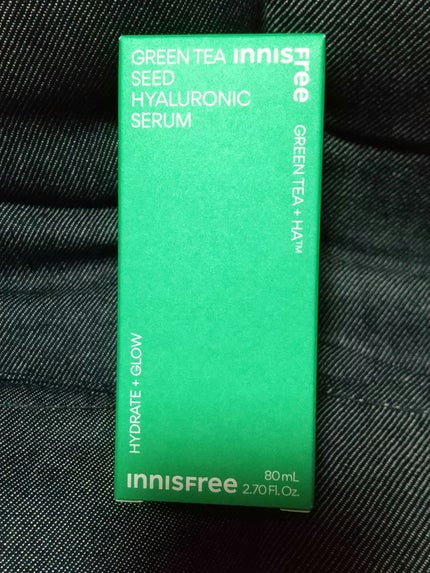 GREEN TEA
SEED
HYALURONIC
SERUM
innisfree
GREEN TEA + HA™
HYDRATE + GLOW
innisfree
80 mL
2.70 Fl. Oz.